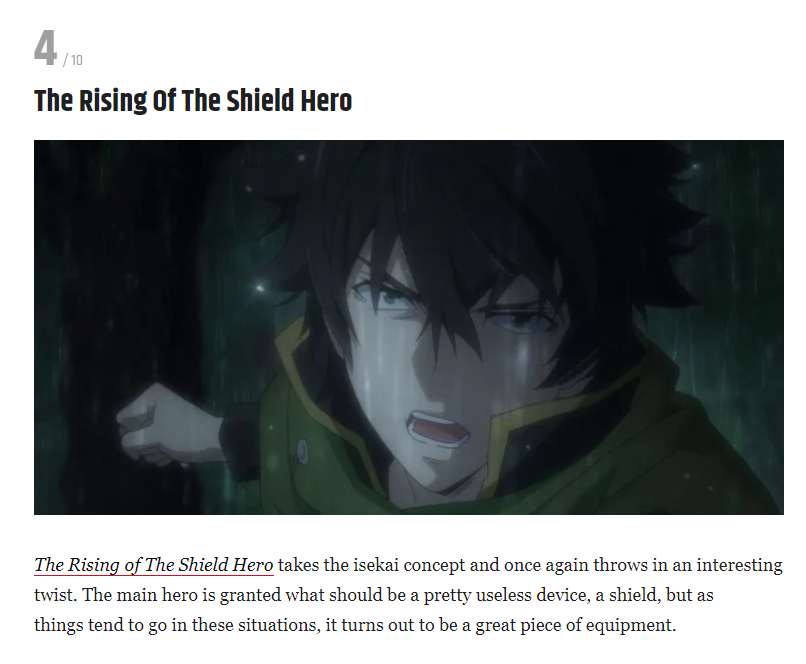 4 / 10
The Rising Of The Shield Hero
The Rising of The Shield Hero takes the isekai concept and once again throws in an interesting
twist. The main hero is granted what should be a pretty useless device, a shield, but as
things tend to go in these situations, it turns out to be a great piece of equipment.